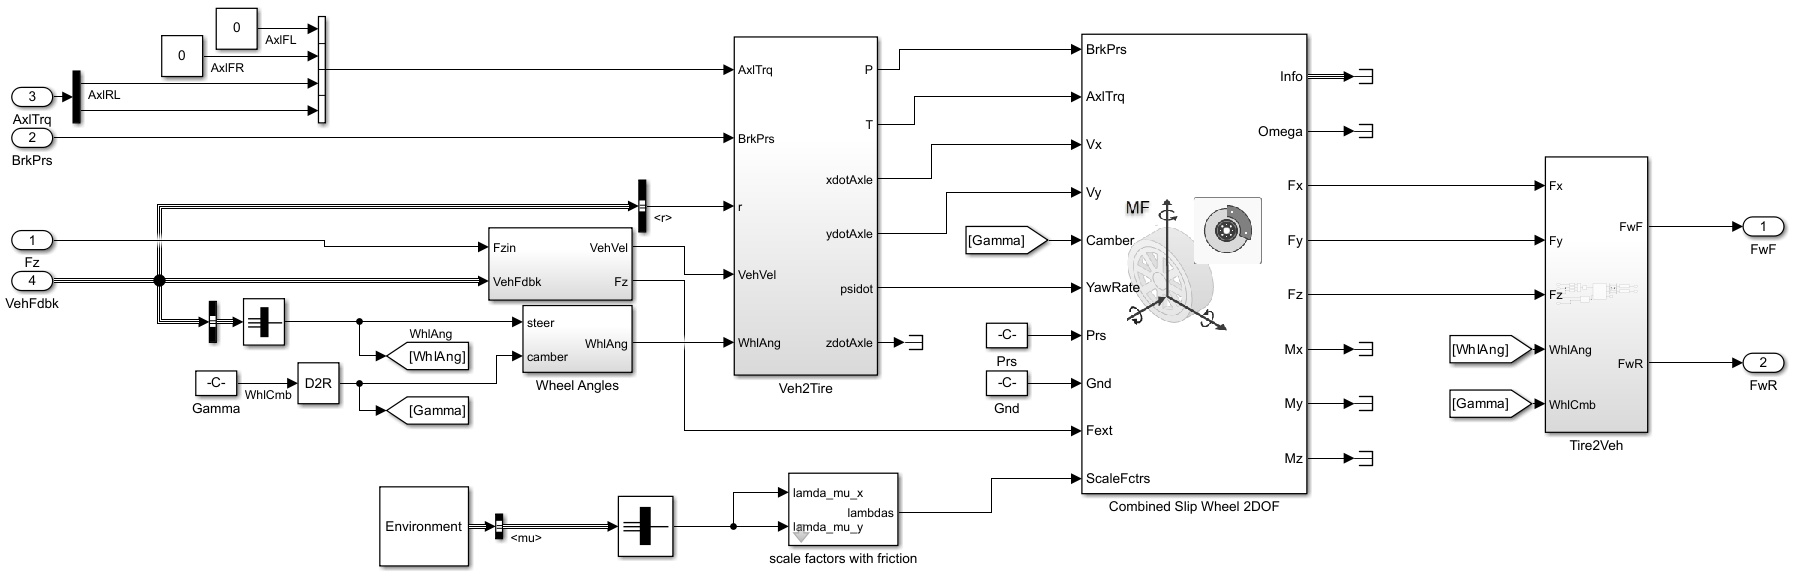 0
AxlFL
0
AxlFR
AxlRL
3
AxlTrq
2
BrkPrs
<r>
1
Fz
4
VehFdbk
Fzin
VehFdbk
VehVel
Fz
WhlAng
[WhlAng]
-C-
Gamma
WhlCmb
D2R
[Gamma]
steer
camber
WhlAng
Wheel Angles
AxlTrq
BrkPrs
r
VehVel
WhlAng
P
T
xdotAxle
ydotAxle
psidot
zdotAxle
Veh2Tire
[Gamma]
-C-
Prs
-C-
Gnd
Environment
<mu>
lamda_mu_x
lamda_mu_y
lambdas
scale factors with friction
BrkPrs
AxlTrq
Vx
Vy
Camber
YawRate
Prs
Gnd
Fext
ScaleFctrs
MF
Info
Omega
Fx
Fy
Fz
Mx
My
Mz
Combined Slip Wheel 2DOF
[WhlAng]
[Gamma]
Fx
Fy
Fz
WhlAng
WhlCmb
FwF
FwR
Tire2Veh
1
FwF
2
FwR